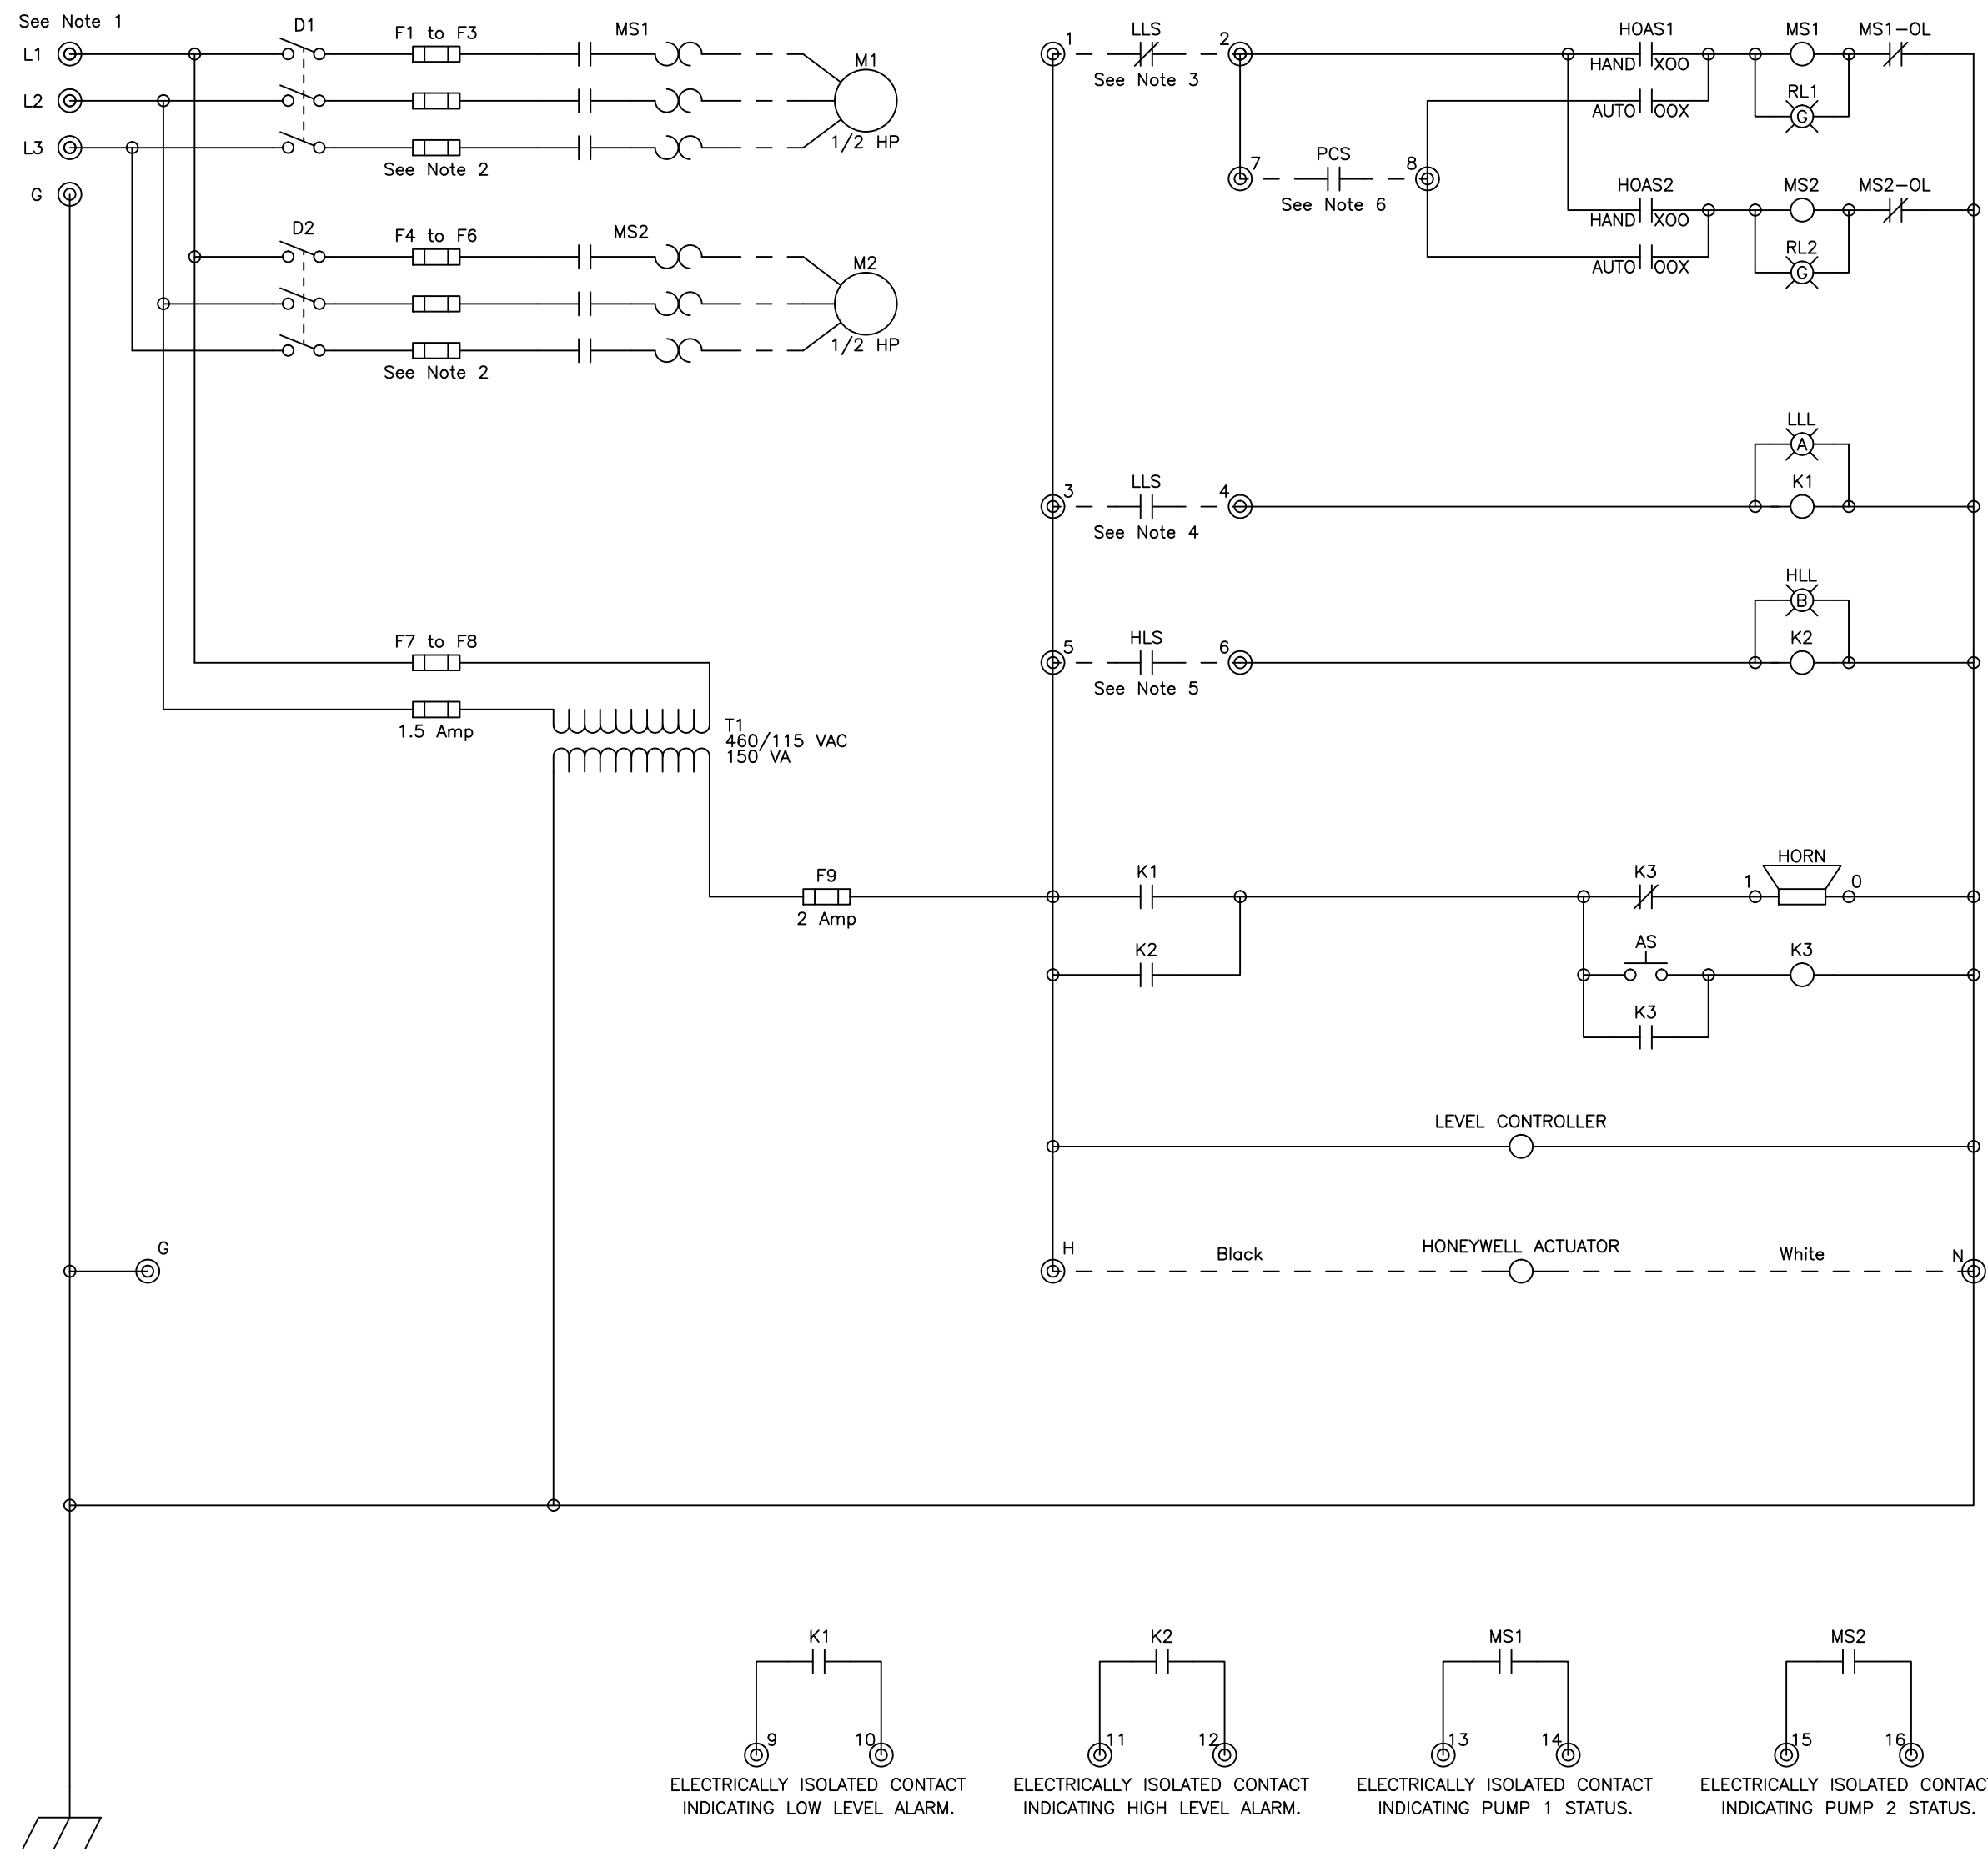 See Note 1
L1
L2
L3
G
D1
F1 to F3
MS1
M1
1/2 HP
See Note 2
D2
F4 to F6
MS2
M2
1/2 HP
See Note 2
F7 to F8
1.5 Amp
T1
460/115 VAC
150 VA
F9
2 Amp
G
1
LLS
2
See Note 3
HOAS1
HAND
XOO
AUTO
OOX
MS1
MS1-OL
RL1
G
7
PCS
8
See Note 6
HOAS2
HAND
XOO
AUTO
OOX
MS2
MS2-OL
RL2
G
3
LLS
4
See Note 4
LLL
A
K1
5
HLS
6
See Note 5
HLL
B
K2
K1
K3
1
HORN
0
K2
AS
K3
K3
LEVEL CONTROLLER
H
Black
HONEYWELL ACTUATOR
White
N
K1
9
10
ELECTRICALLY ISOLATED CONTACT
INDICATING LOW LEVEL ALARM.
K2
11
12
ELECTRICALLY ISOLATED CONTACT
INDICATING HIGH LEVEL ALARM.
MS1
13
14
ELECTRICALLY ISOLATED CONTACT
INDICATING PUMP 1 STATUS.
MS2
15
16
ELECTRICALLY ISOLATED CONTACT
INDICATING PUMP 2 STATUS.